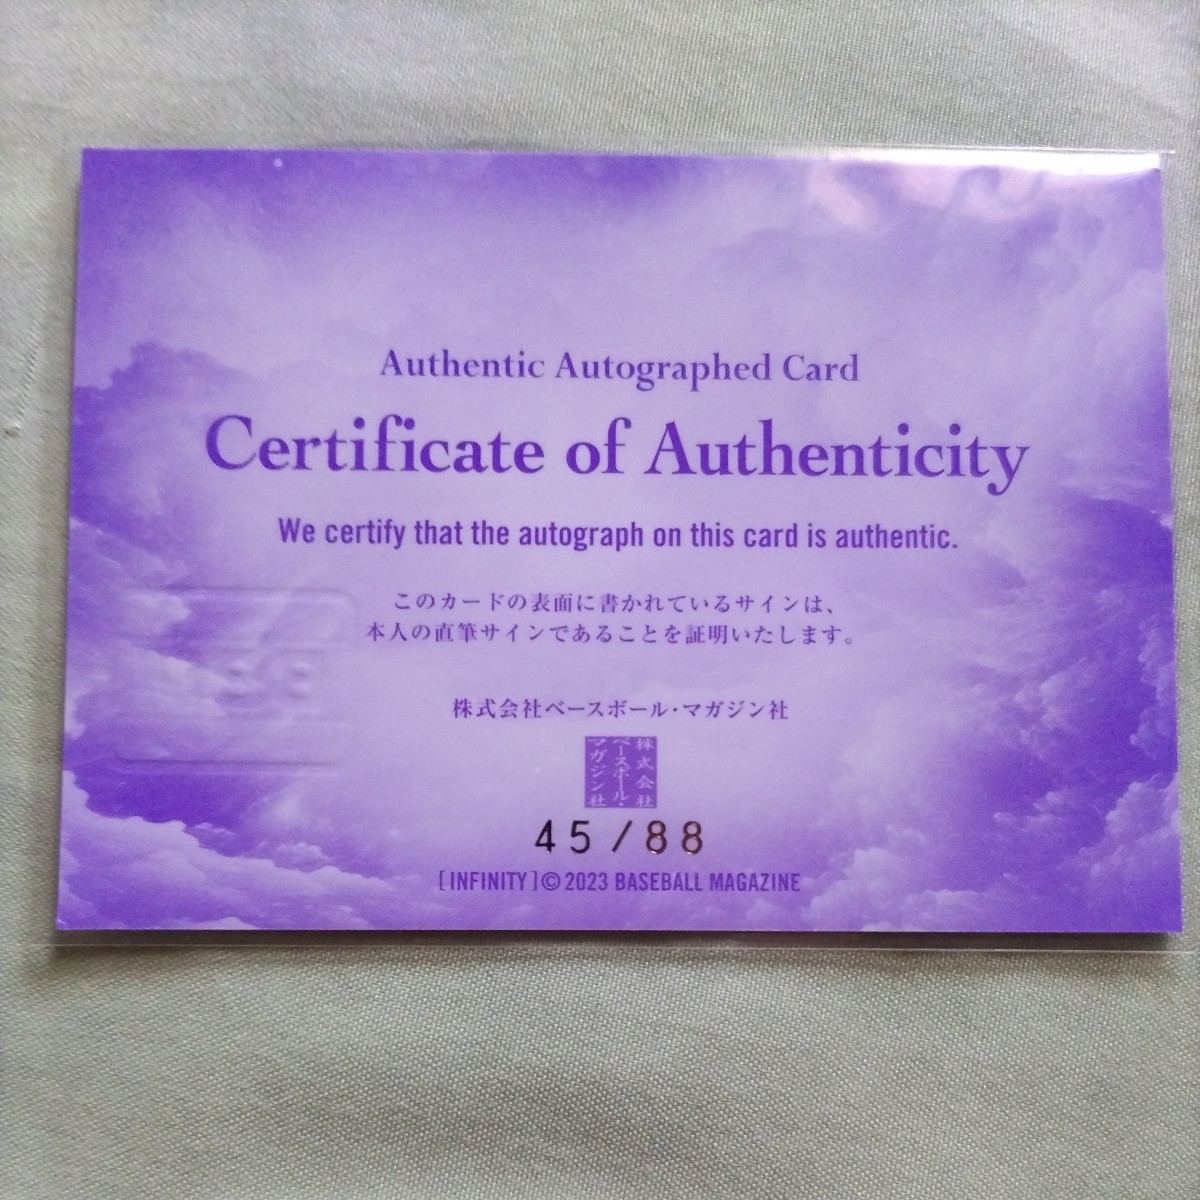 Authentic Autographed Card
Certificate of Authenticity
We certify that the autograph on this card is authentic.
このカードの表面に書かれているサインは、
本人の直筆サインであることを証明いたします。
株式会社ベースボール・マガジン社
株式会社
ベースボール・
マガジン社
45/88
[INFINITY]© 2023 BASEBALL MAGAZINE